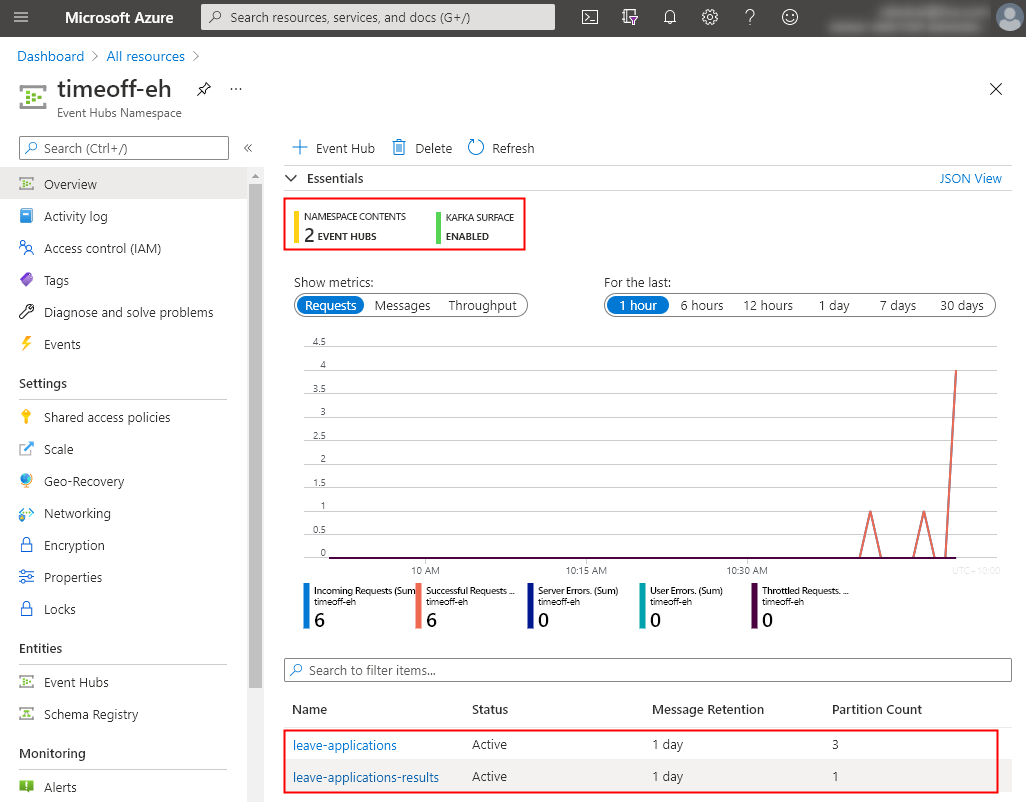 Microsoft Azure
Search resources, services, and docs (G+/)
Dashboard > All resources >
timeoff-eh
Event Hubs Namespace
Search (Ctrl+/)
Overview
Activity log
Access control (IAM)
Tags
Diagnose and solve problems
Events
Settings
Shared access policies
Scale
Geo-Recovery
Networking
Encryption
Properties
Locks
Entities
Event Hubs
Schema Registry
Monitoring
Alerts
Event Hub Delete Refresh
Essentials JSON View
NAMESPACE CONTENTS
2 EVENT HUBS
KAFKA SURFACE
ENABLED
Show metrics:
Requests Messages Throughput
For the last:
1 hour 6 hours 12 hours 1 day 7 days 30 days
4.5
4
3.5
3
2.5
2
1.5
1
0.5
0
10 AM 10:15 AM 10:30 AM UTC+10:00
Incoming Requests (Sum)
timeoff-eh
6
Successful Requests ...
timeoff-eh
6
Server Errors. (Sum)
timeoff-eh
0
User Errors. (Sum)
timeoff-eh
0
Throttled Requests. ...
timeoff-eh
0
Search to filter items...
Name Status Message Retention Partition Count
leave-applications Active 1 day 3
leave-applications-results Active 1 day 1